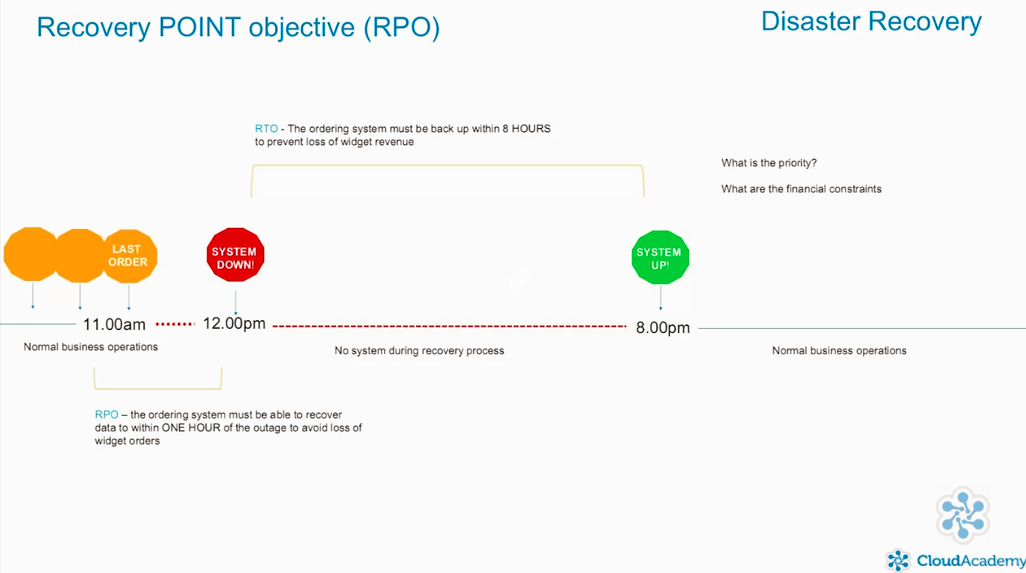 Recovery POINT objective (RPO)
Disaster Recovery
RTO - The ordering system must be back up within 8 HOURS
to prevent loss of widget revenue
What is the priority?
What are the financial constraints
LAST
ORDER
SYSTEM
DOWN!
SYSTEM
UP!
11.00am
12.00pm
8.00pm
Normal business operations
No system during recovery process
Normal business operations
RPO – the ordering system must be able to recover
data to within ONE HOUR of the outage to avoid loss of
widget orders
CloudAcademy